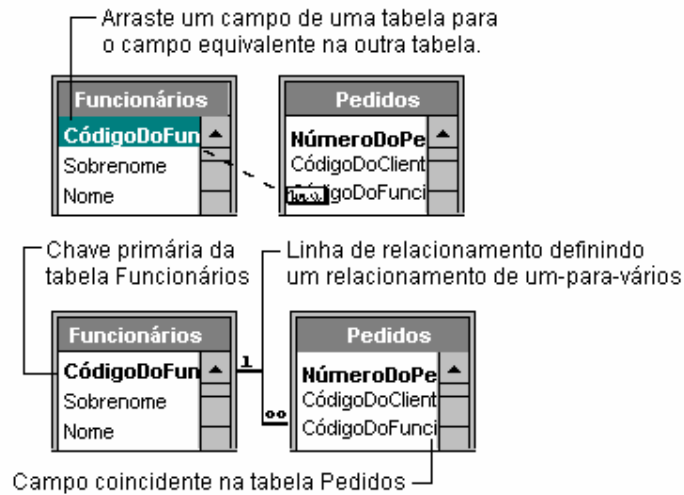 Arraste um campo de uma tabela para
o campo equivalente na outra tabela.
Funcionários
CódigoDoFun
Sobrenome
Nome
Pedidos
NúmeroDoPe
CódigoDoClient
igoDoFunci
Chave primária da
tabela Funcionários
Linha de relacionamento definindo
um relacionamento de um-para-vários
Funcionários
CódigoDoFun
Sobrenome
Nome
1
oo
Pedidos
NúmeroDoPe
CódigoDoClient
CódigoDoFunci
Campo coincidente na tabela Pedidos